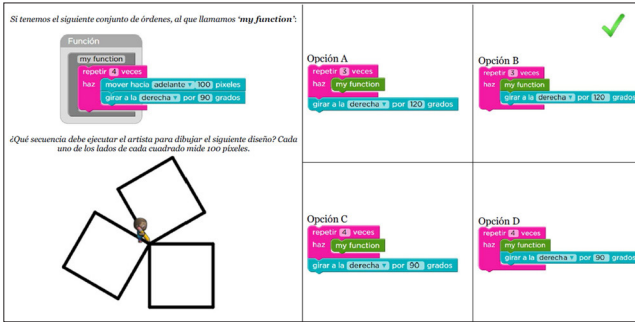 Si tenemos el siguiente conjunto de órdenes, al que llamamos ‘my function’:
Función
my function
repetir 4 veces
haz mover hacia adelante 100 píxeles
girar a la derecha por 90 grados
¿Qué secuencia debe ejecutar el artista para dibujar el siguiente diseño? Cada
uno de los lados de cada cuadrado mide 100 píxeles.
Opción A
repetir 3 veces
haz my function
girar a la derecha por 120 grados
Opción B
repetir 3 veces
haz my function
girar a la derecha por 120 grados
Opción C
repetir 4 veces
haz my function
girar a la derecha por 90 grados
Opción D
repetir 4 veces
haz my function
girar a la derecha por 90 grados